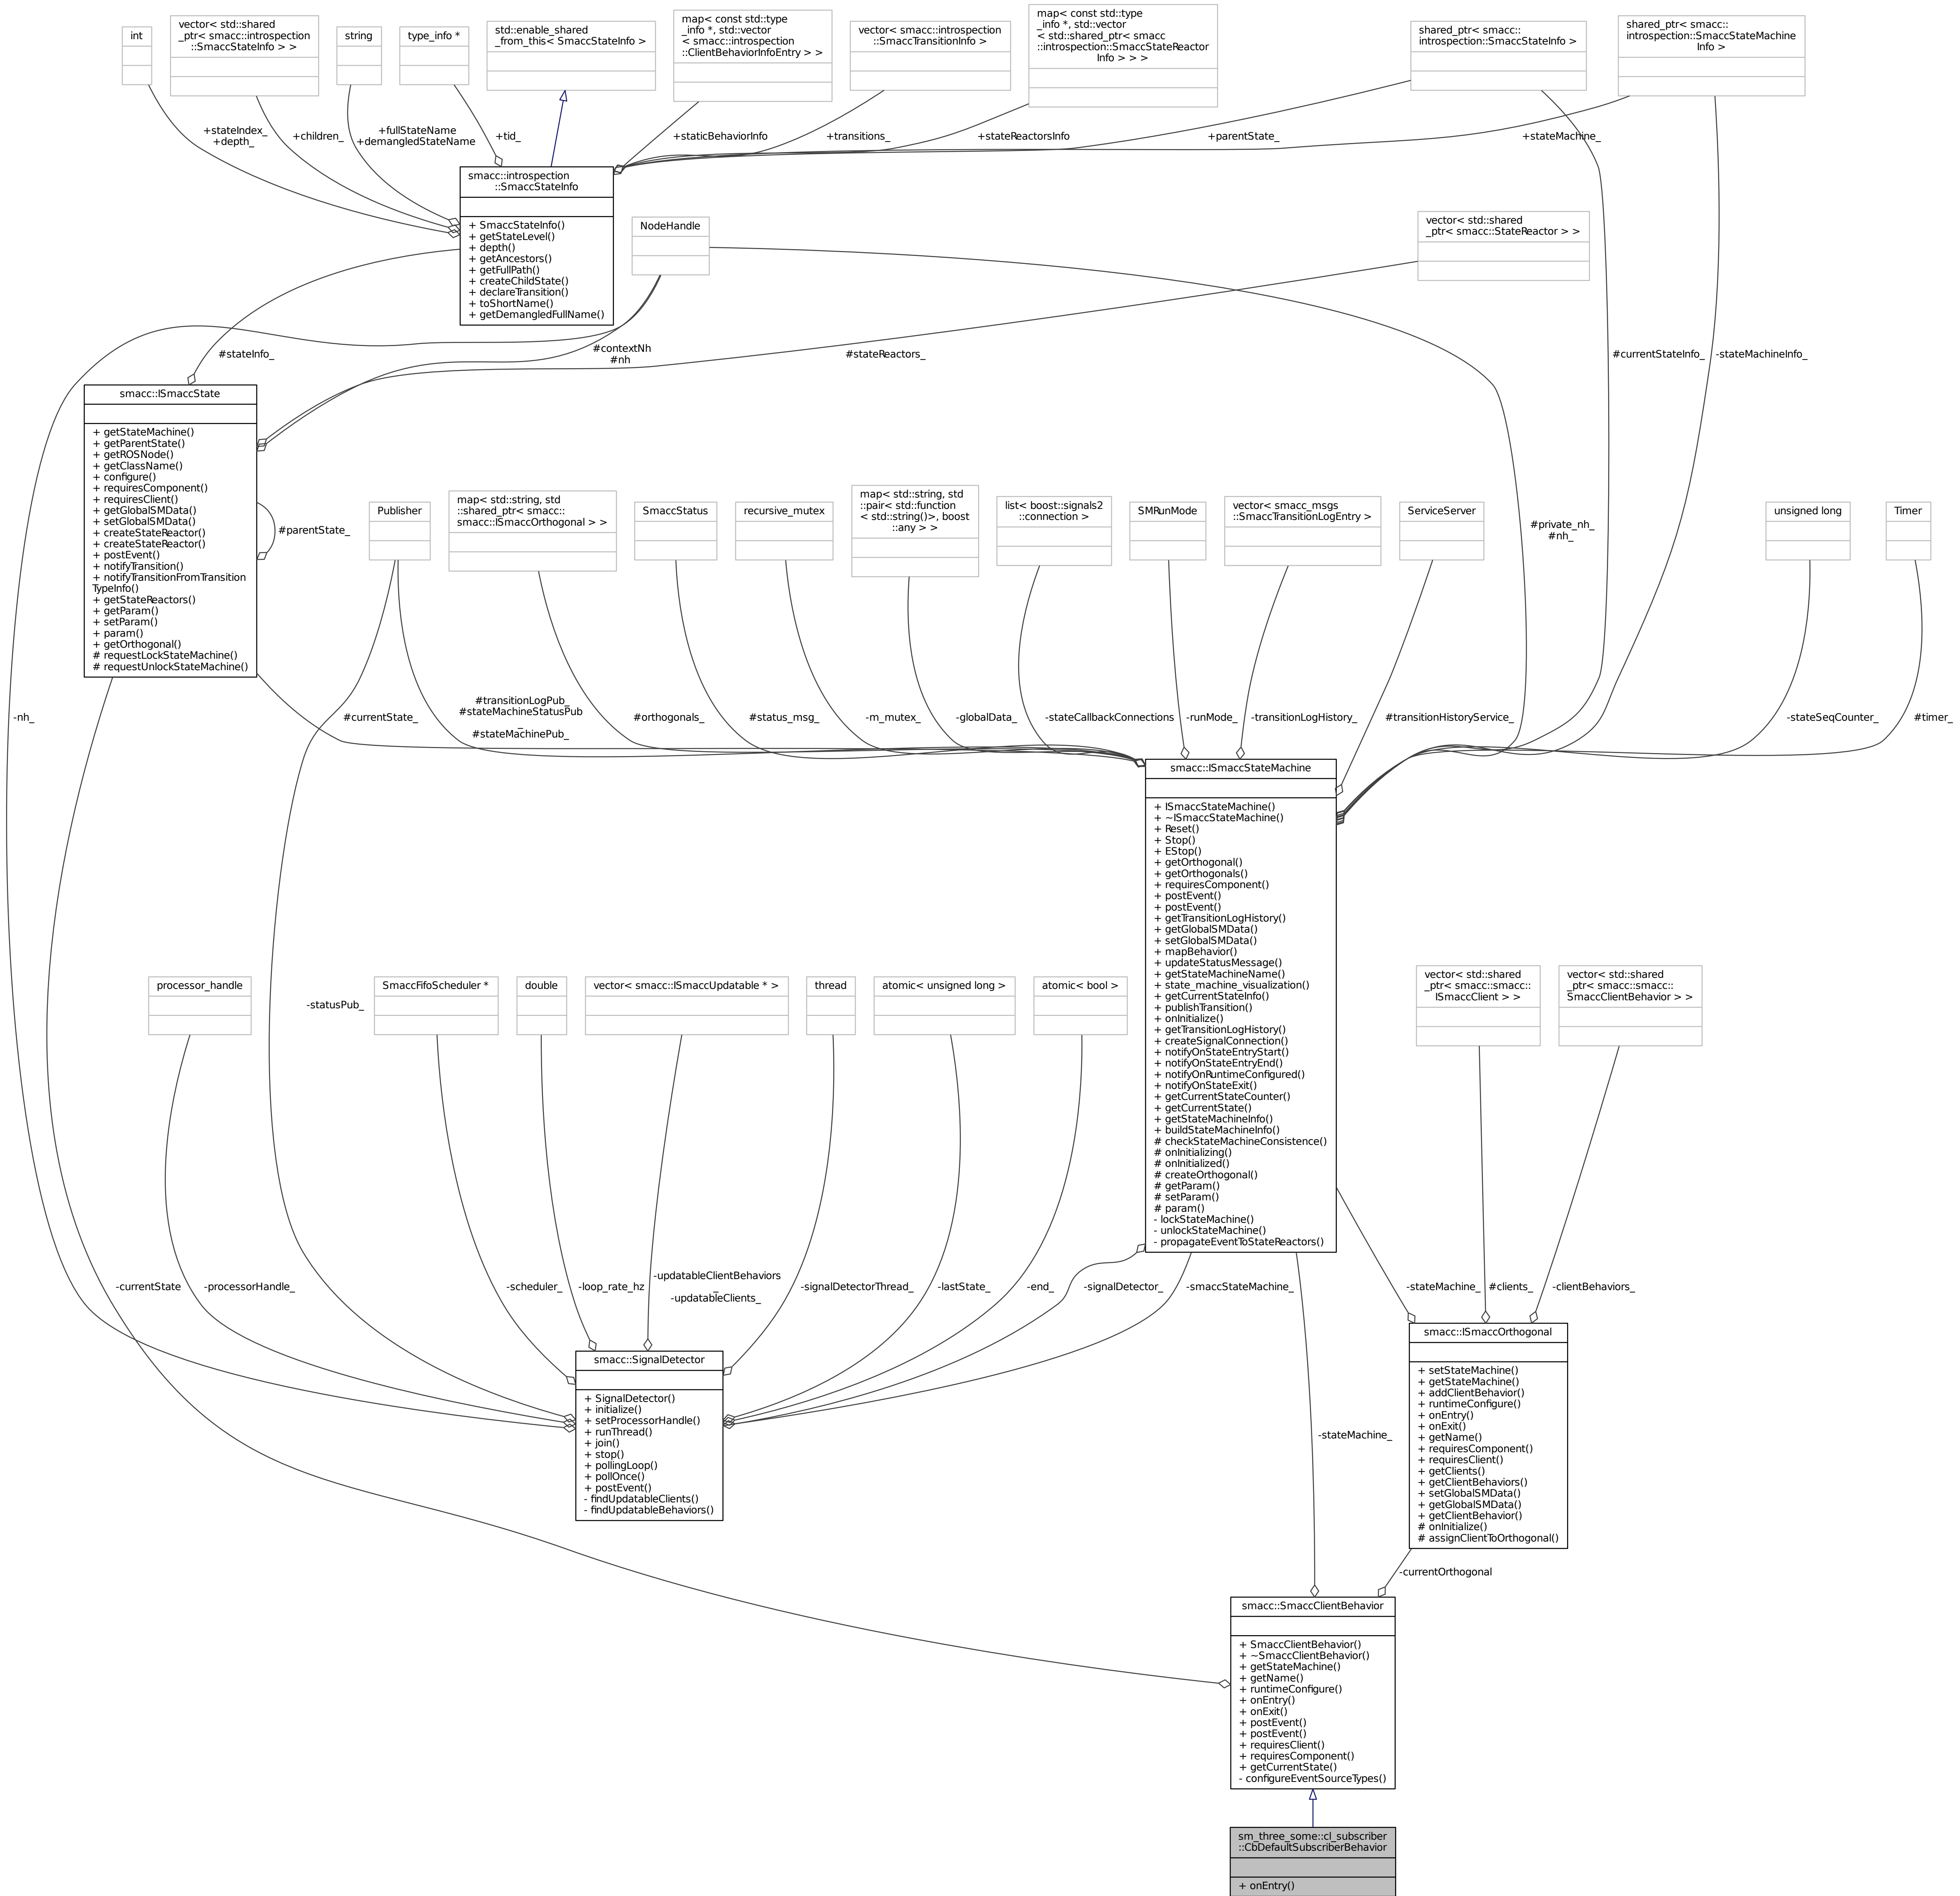 int
vector< std::shared
_ptr< smacc::introspection
::SmaccStateInfo > >
string
type_info *
std::enable_shared
_from_this< SmaccStateInfo >
map< const std::type
_info *, std::vector
< smacc::introspection
::ClientBehaviorInfoEntry > >
vector< smacc::introspection
::SmaccTransitionInfo >
map< const std::type
_info *, std::vector
< std::shared_ptr< smacc
::introspection::SmaccStateReactor
Info > > >
shared_ptr< smacc::
introspection::SmaccStateInfo >
shared_ptr< smacc::
introspection::SmaccStateMachine
Info >
+stateIndex_
+depth_
+children_
+fullStateName
+demangledStateName
+tid_
+staticBehaviorInfo
+transitions_
+stateReactorsInfo
+parentState_
+stateMachine_
smacc::introspection
::SmaccStateInfo
+ SmaccStateInfo()
+ getStateLevel()
+ depth()
+ getAncestors()
+ getFullPath()
+ createChildState()
+ declareTransition()
+ toShortName()
+ getDemangledFullName()
NodeHandle
vector< std::shared
_ptr< smacc::StateReactor > >
#stateInfo_
#contextNh
#nh
#stateReactors_
#currentStateInfo_
-stateMachineInfo_
smacc::ISmaccState
+ getStateMachine()
+ getParentState()
+ getROSNode()
+ getClassName()
+ configure()
+ requiresComponent()
+ requiresClient()
+ getGlobalSMData()
+ setGlobalSMData()
+ createStateReactor()
+ createStateReactor()
+ postEvent()
+ notifyTransition()
+ notifyTransitionFromTransition
TypeInfo()
+ getStateReactors()
+ getParam()
+ setParam()
+ param()
+ getOrthogonal()
# requestLockStateMachine()
# requestUnlockStateMachine()
#parentState_
Publisher
map< std::string, std
::shared_ptr< smacc::
smacc::ISmaccOrthogonal > >
SmaccStatus
recursive_mutex
map< std::string, std
::pair< std::function
< std::string()>, boost
::any > >
list< boost::signals2
::connection >
SMRunMode
vector< smacc_msgs
::SmaccTransitionLogEntry >
ServiceServer
#private_nh_
#nh_
unsigned long
Timer
-nh_
#currentState_
#transitionLogPub_
#stateMachineStatusPub
_
#stateMachinePub_
#orthogonals_
#status_msg_
-m_mutex_
-globalData_
-stateCallbackConnections
-runMode_
-transitionLogHistory_
#transitionHistoryService_
-stateSeqCounter_
#timer_
smacc::ISmaccStateMachine
+ ISmaccStateMachine()
+ ~ISmaccStateMachine()
+ Reset()
+ Stop()
+ EStop()
+ getOrthogonal()
+ getOrthogonals()
+ requiresComponent()
+ postEvent()
+ postEvent()
+ getTransitionLogHistory()
+ getGlobalSMData()
+ setGlobalSMData()
+ mapBehavior()
+ updateStatusMessage()
+ getStateMachineName()
+ state_machine_visualization()
+ getCurrentStateInfo()
+ publishTransition()
+ onInitialize()
+ getTransitionLogHistory()
+ createSignalConnection()
+ notifyOnStateEntryStart()
+ notifyOnStateEntryEnd()
+ notifyOnRuntimeConfigured()
+ notifyOnStateExit()
+ getCurrentStateCounter()
+ getCurrentState()
+ getStateMachineInfo()
+ buildStateMachineInfo()
# checkStateMachineConsistence()
# onInitializing()
# onInitialized()
# createOrthogonal()
# getParam()
# setParam()
# param()
- lockStateMachine()
- unlockStateMachine()
- propagateEventToStateReactors()
processor_handle
-statusPub_
SmaccFifoScheduler *
double
vector< smacc::ISmaccUpdatable * >
thread
atomic< unsigned long >
atomic< bool >
vector< std::shared
_ptr< smacc::smacc::
ISmaccClient > >
vector< std::shared
_ptr< smacc::smacc::
SmaccClientBehavior > >
-currentState
-processorHandle_
-scheduler_
-loop_rate_hz
-updatableClientBehaviors
_
-updatableClients_
-signalDetectorThread_
-lastState_
-end_
-signalDetector_
-smaccStateMachine_
-stateMachine_
#clients_
-clientBehaviors_
smacc::SignalDetector
+ SignalDetector()
+ initialize()
+ setProcessorHandle()
+ runThread()
+ join()
+ stop()
+ pollingLoop()
+ pollOnce()
+ postEvent()
- findUpdatableClients()
- findUpdatableBehaviors()
-stateMachine_
smacc::ISmaccOrthogonal
+ setStateMachine()
+ getStateMachine()
+ addClientBehavior()
+ runtimeConfigure()
+ onEntry()
+ onExit()
+ getName()
+ requiresComponent()
+ requiresClient()
+ getClients()
+ getClientBehaviors()
+ setGlobalSMData()
+ getGlobalSMData()
+ getClientBehavior()
# onInitialize()
# assignClientToOrthogonal()
-currentOrthogonal
smacc::SmaccClientBehavior
+ SmaccClientBehavior()
+ ~SmaccClientBehavior()
+ getStateMachine()
+ getName()
+ runtimeConfigure()
+ onEntry()
+ onExit()
+ postEvent()
+ postEvent()
+ requiresClient()
+ requiresComponent()
+ getCurrentState()
- configureEventSourceTypes()
sm_three_some::cl_subscriber
::CbDefaultSubscriberBehavior
+ onEntry()